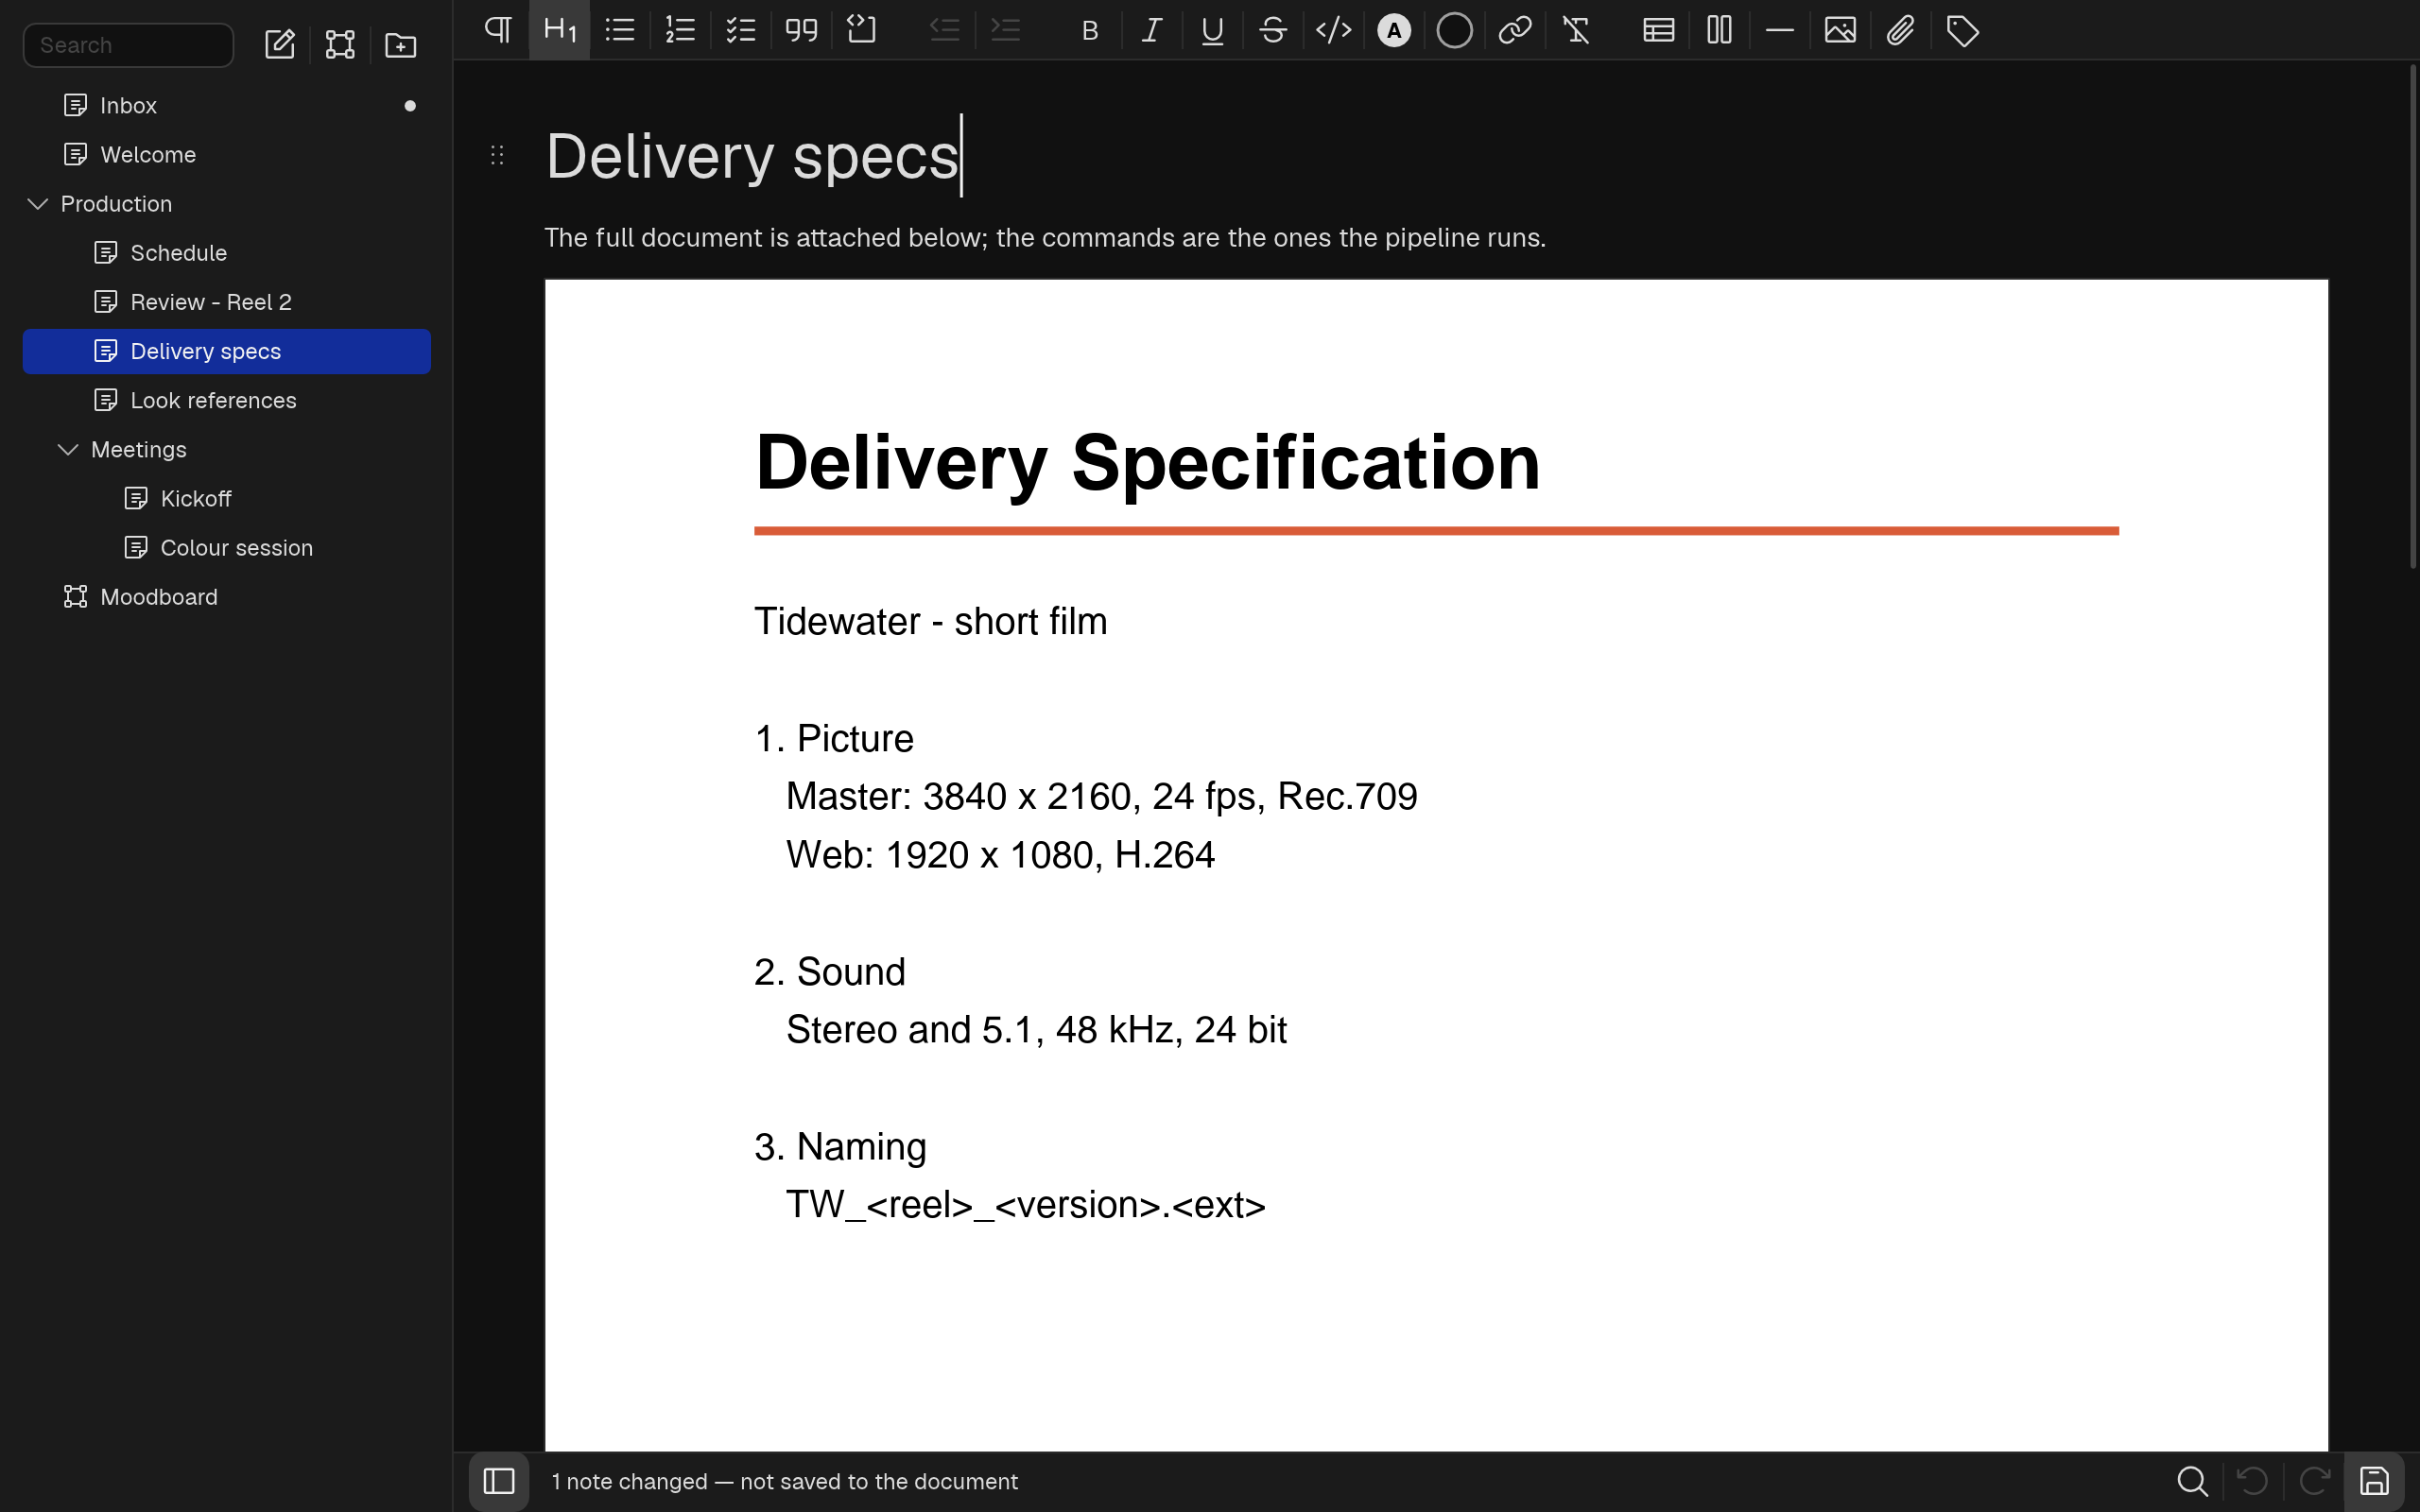 Search
Inbox
Welcome
Production
Schedule
Review - Reel 2
Delivery specs
Look references
Meetings
Kickoff
Colour session
Moodboard
H1
B I U S </> A
Delivery specs
The full document is attached below; the commands are the ones the pipeline runs.
Delivery Specification
Tidewater - short film
1. Picture
Master: 3840 x 2160, 24 fps, Rec.709
Web: 1920 x 1080, H.264
2. Sound
Stereo and 5.1, 48 kHz, 24 bit
3. Naming
TW_<reel>_<version>.<ext>
1 note changed — not saved to the document